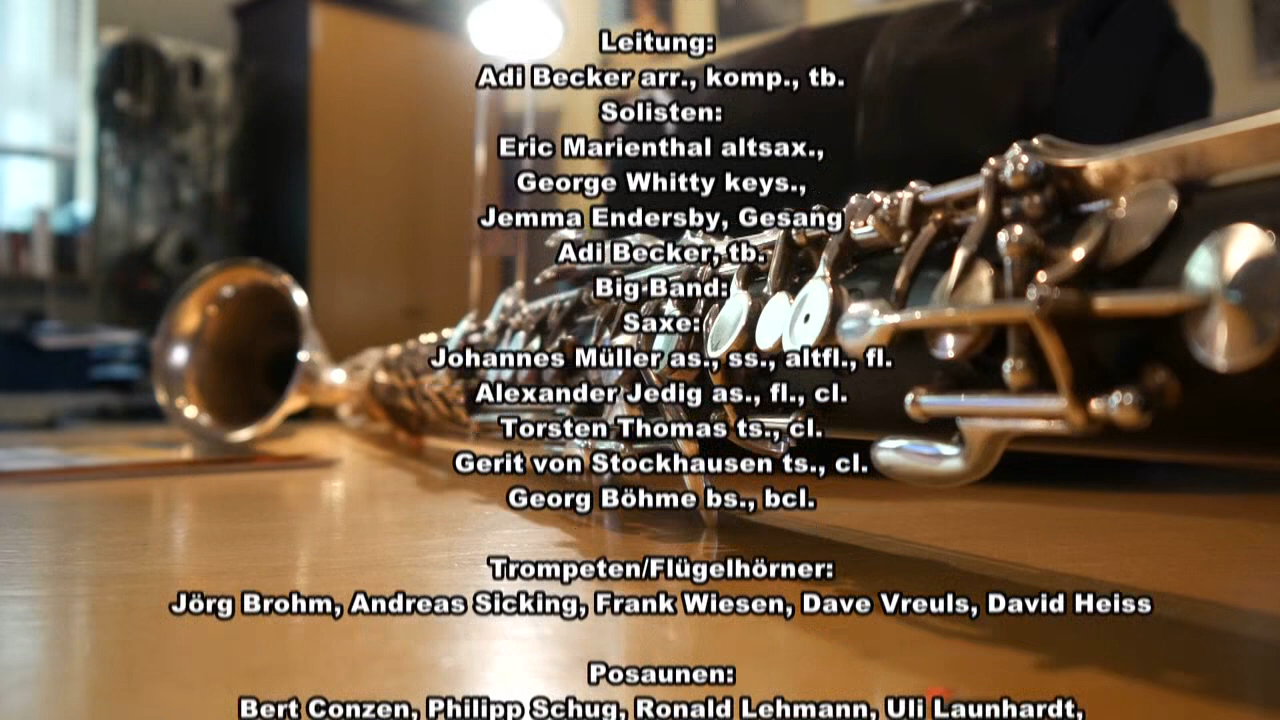 Leitung:
Adi Becker arr., komp., tb.
Solisten:
Eric Marienthal altsax.,
George Whitty keys.,
Jemma Endersby, Gesang
Adi Becker, tb.
Big-Band:
Saxe:
Johannes Müller as., ss., altfl., fl.
Alexander Jedig as., fl., cl.
Torsten Thomas ts., cl.
Gerit von Stockhausen ts., cl.
Georg Böhme bs., bcl.
Trompeten/Flügelhörner:
Jörg Brohm, Andreas Sicking, Frank Wiesen, Dave Vreuls, David Heiss
Posaunen:
Bert Conzen, Philipp Schug, Ronald Lehmann, Uli Launhardt,